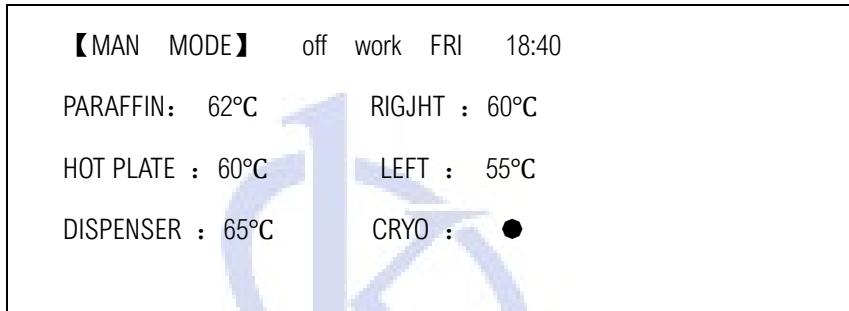 【MAN MODE】 off work FRI 18:40
PARAFFIN： 62℃ RIGJHT ：60℃
HOT PLATE ：60℃ LEFT ： 55℃
DISPENSER ：65℃ CRYO ： ●